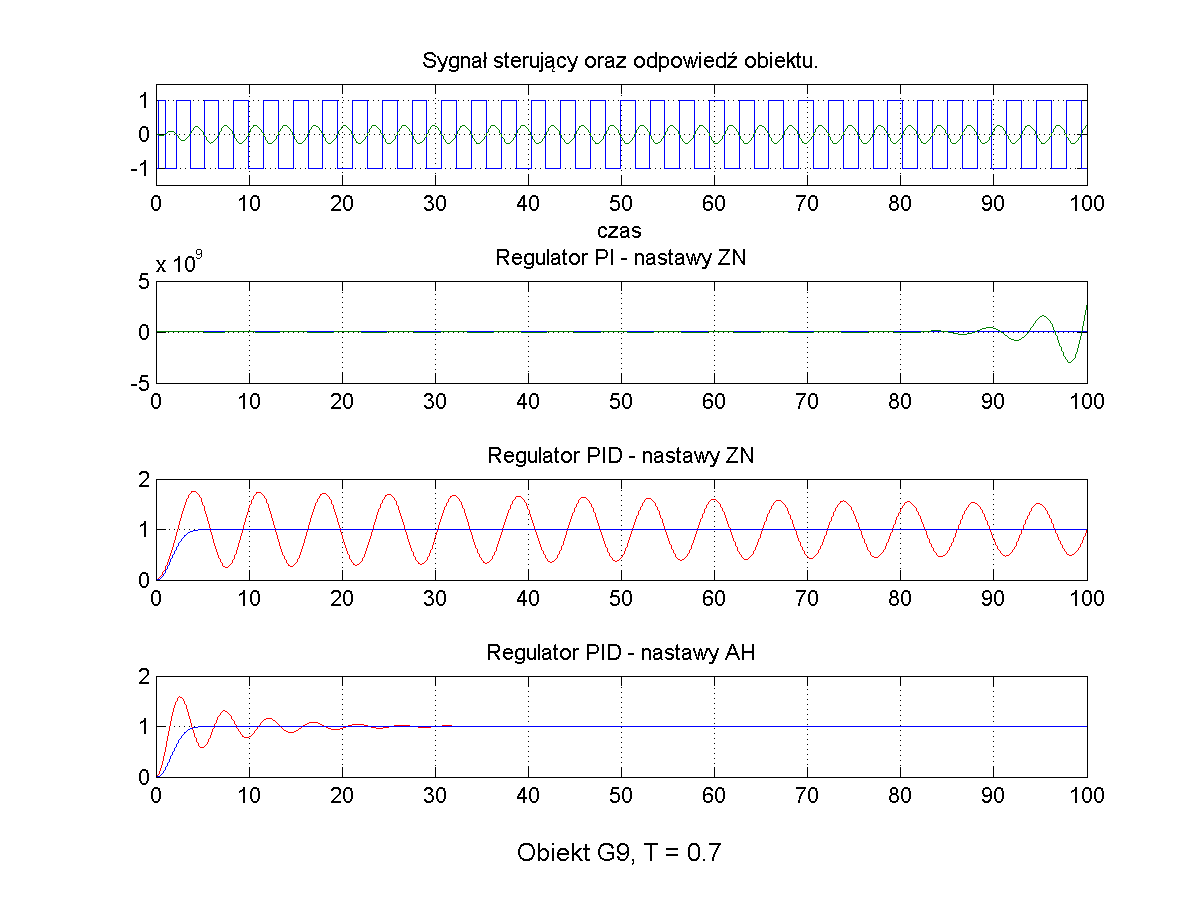 Sygnał sterujący oraz odpowiedź obiektu.
1
0
-1
0 10 20 30 40 50 60 70 80 90 100
czas
Regulator PI - nastawy ZN
x 10^9
5
0
-5
0 10 20 30 40 50 60 70 80 90 100
Regulator PID - nastawy ZN
2
1
0
0 10 20 30 40 50 60 70 80 90 100
Regulator PID - nastawy AH
2
1
0
0 10 20 30 40 50 60 70 80 90 100
Obiekt G9, T = 0.7